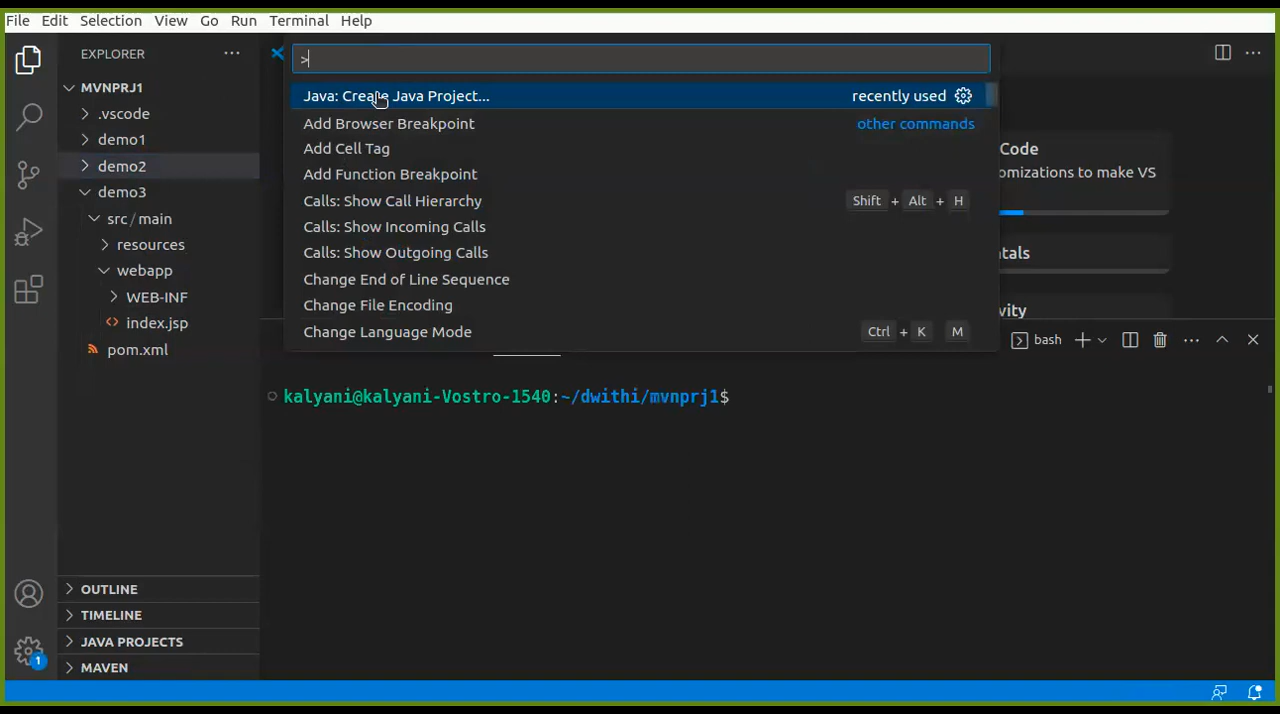 File Edit Selection View Go Run Terminal Help
EXPLORER
MVNPRJ1
.vscode
demo1
demo2
demo3
src/main
resources
webapp
WEB-INF
index.jsp
pom.xml
OUTLINE
TIMELINE
JAVA PROJECTS
MAVEN
1
>
Java: Create Java Project... recently used
Add Browser Breakpoint other commands
Add Cell Tag
Add Function Breakpoint
Calls: Show Call Hierarchy Shift + Alt + H
Calls: Show Incoming Calls
Calls: Show Outgoing Calls
Change End of Line Sequence
Change File Encoding
Change Language Mode Ctrl + K M
Code
omizations to make VS
ntals
ivity
bash
kalyani@kalyani-Vostro-1540:~/dwithi/mvnprj1$